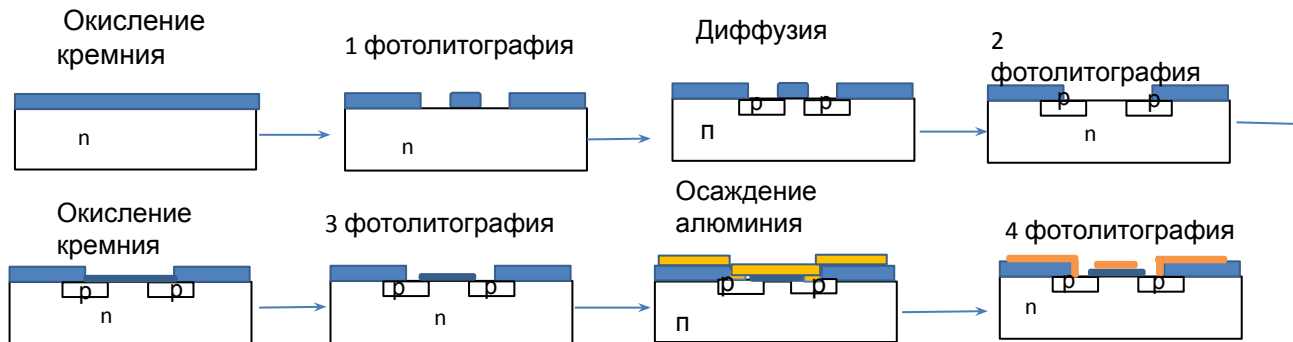 Окисление
кремния
n
1 фотолитография
n
Диффузия
p p
п
2
фотолитография
p p
n
Окисление
кремния
p p
n
3 фотолитография
p p
n
Осаждение
алюминия
p p
п
4 фотолитография
p p
n